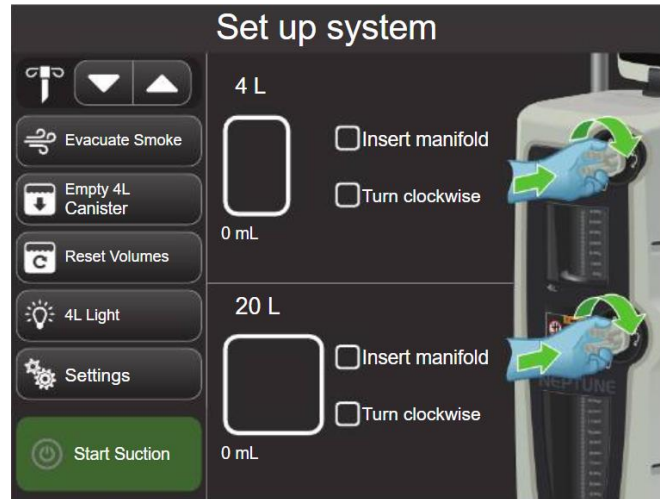 Set up system
Evacuate Smoke
Empty 4L
Canister
Reset Volumes
4L Light
Settings
Start Suction
4 L
Insert manifold
Turn clockwise
0 mL
20 L
Insert manifold
Turn clockwise
0 mL
NEPTUNE